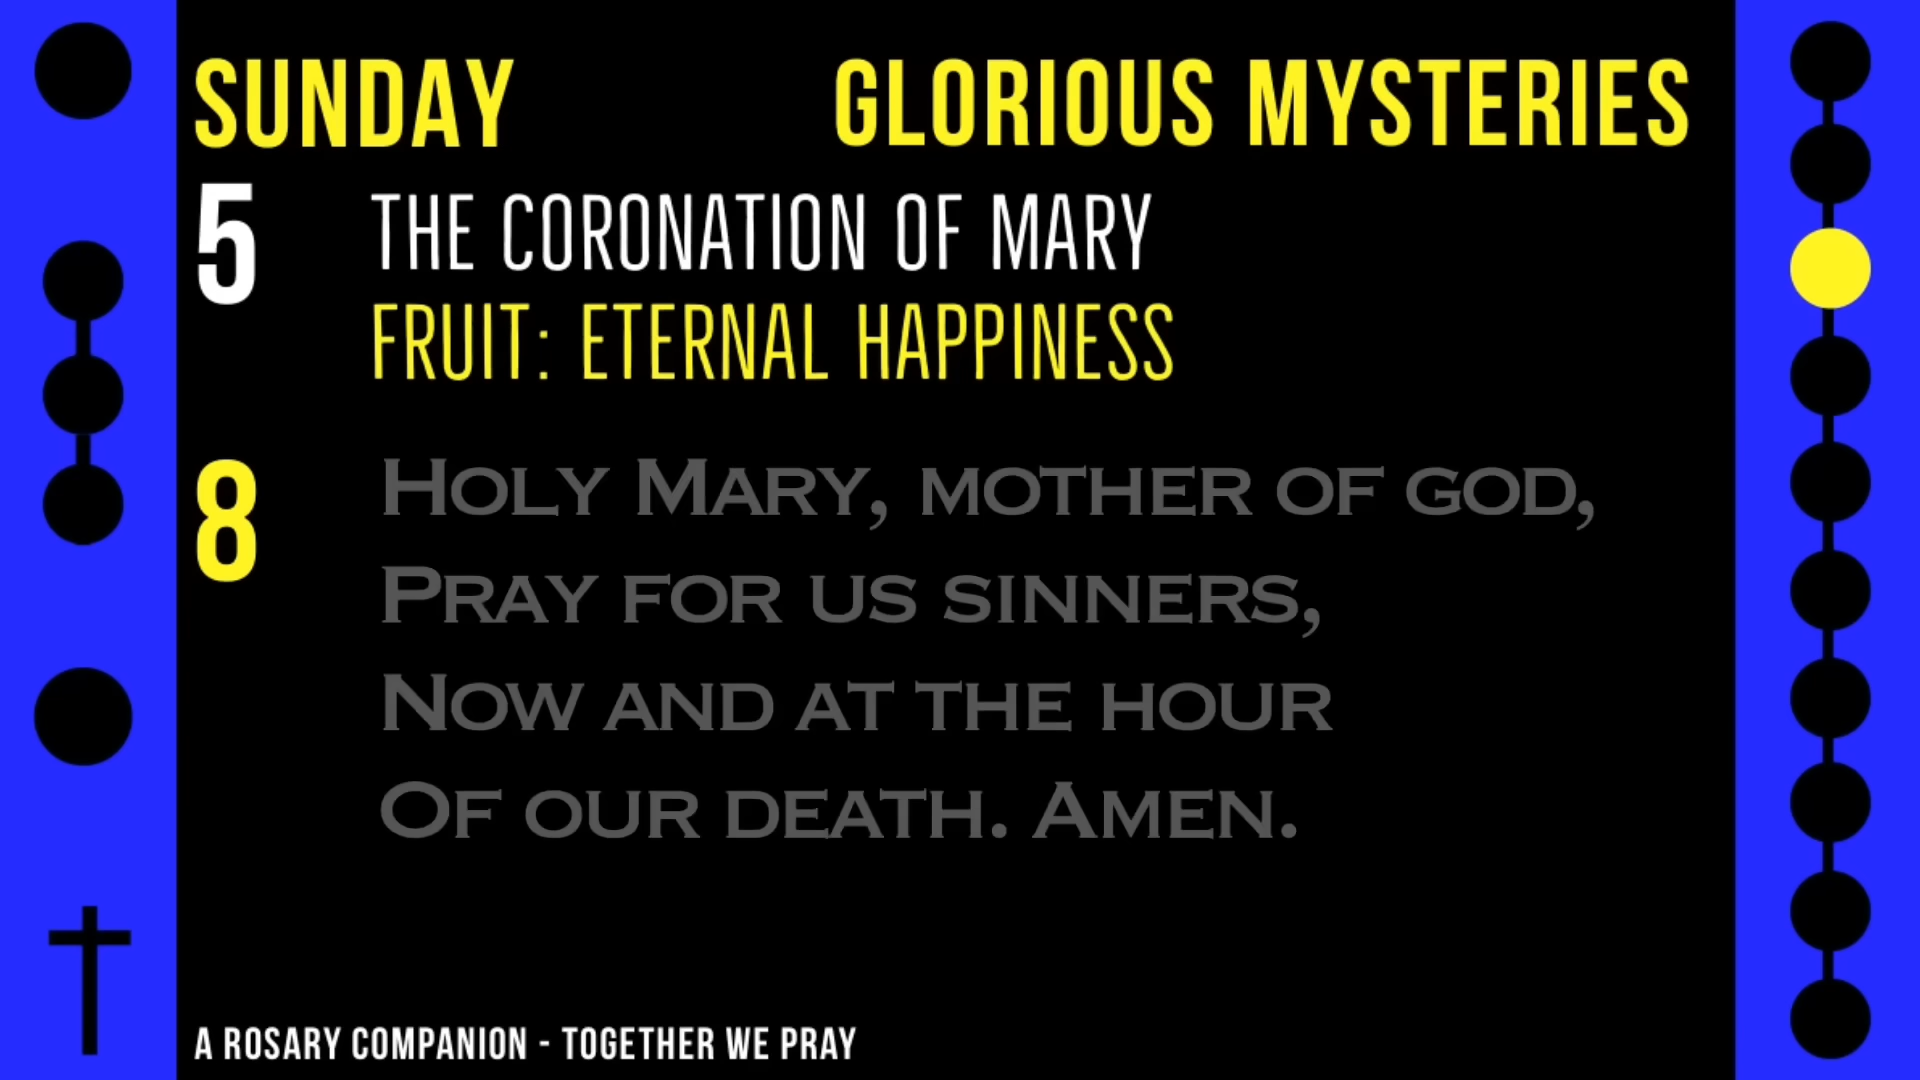 SUNDAY GLORIOUS MYSTERIES
5 THE CORONATION OF MARY
FRUIT: ETERNAL HAPPINESS
8 HOLY MARY, MOTHER OF GOD,
PRAY FOR US SINNERS,
NOW AND AT THE HOUR
OF OUR DEATH. AMEN.
A ROSARY COMPANION - TOGETHER WE PRAY